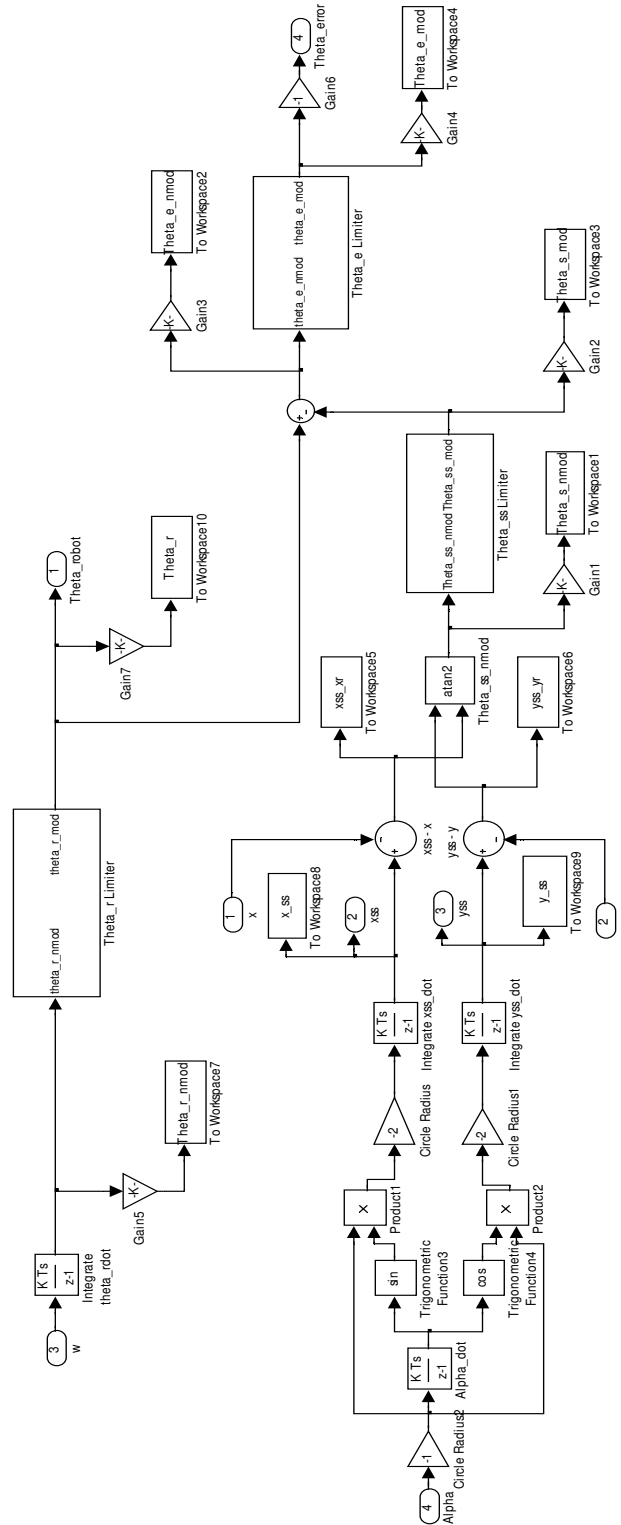 3
w
K Ts
z-1
Integrate
theta_rdot
-K-
Gain5
Theta_r_nmod
To Workspace7
theta_r_nmod
theta_r_mod
Theta_r Limiter
-K-
Gain7
Theta_r
To Workspace10
1
Theta_robot
4
Alpha
-1
Circle Radius2
K Ts
z-1
Alpha_dot
sin
Trigonometric
Function3
cos
Trigonometric
Function4
X
Product1
X
Product2
-2
Circle Radius
-2
Circle Radius1
K Ts
z-1
Integrate xss_dot
K Ts
z-1
Integrate yss_dot
1
x
x_ss
To Workspace8
2
xss
3
yss
y_ss
To Workspace9
2
-
+
xss - x
yss - y
+
-
xss_xr
To Workspace5
yss_yr
To Workspace6
atan2
Theta_ss_nmod
-K-
Gain1
Theta_s_nmod
To Workspace1
Theta_ss_nmod
Theta_ss_mod
Theta_ss Limiter
-K-
Gain2
Theta_s_mod
To Workspace3
+
-
-K-
Gain3
Theta_e_nmod
To Workspace2
theta_e_nmod
theta_e_mod
Theta_e Limiter
-1
Gain6
4
Theta_error
-K-
Gain4
Theta_e_mod
To Workspace4